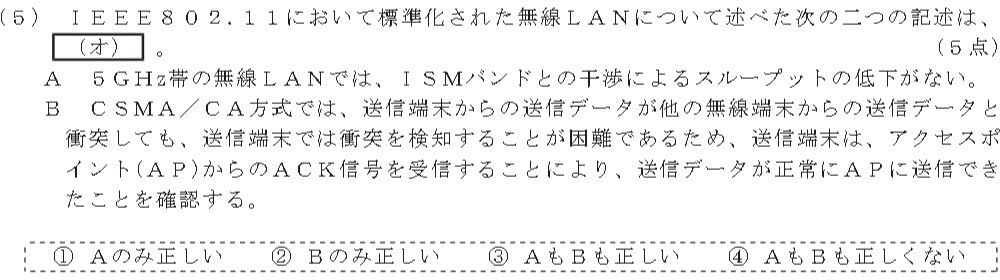 (５) ＩＥＥＥ８０２.１１において標準化された無線ＬＡＮについて述べた次の二つの記述は、
(オ) 。 (５点)
Ａ ５ＧHz帯の無線ＬＡＮでは、ＩＳＭバンドとの干渉によるスループットの低下がない。
Ｂ ＣＳＭＡ／ＣＡ方式では、送信端末からの送信データが他の無線端末からの送信データと
衝突しても、送信端末では衝突を検知することが困難であるため、送信端末は、アクセスポ
イント(ＡＰ)からのＡＣＫ信号を受信することにより、送信データが正常にＡＰに送信でき
たことを確認する。
① Ａのみ正しい ② Ｂのみ正しい ③ ＡもＢも正しい ④ ＡもＢも正しくない